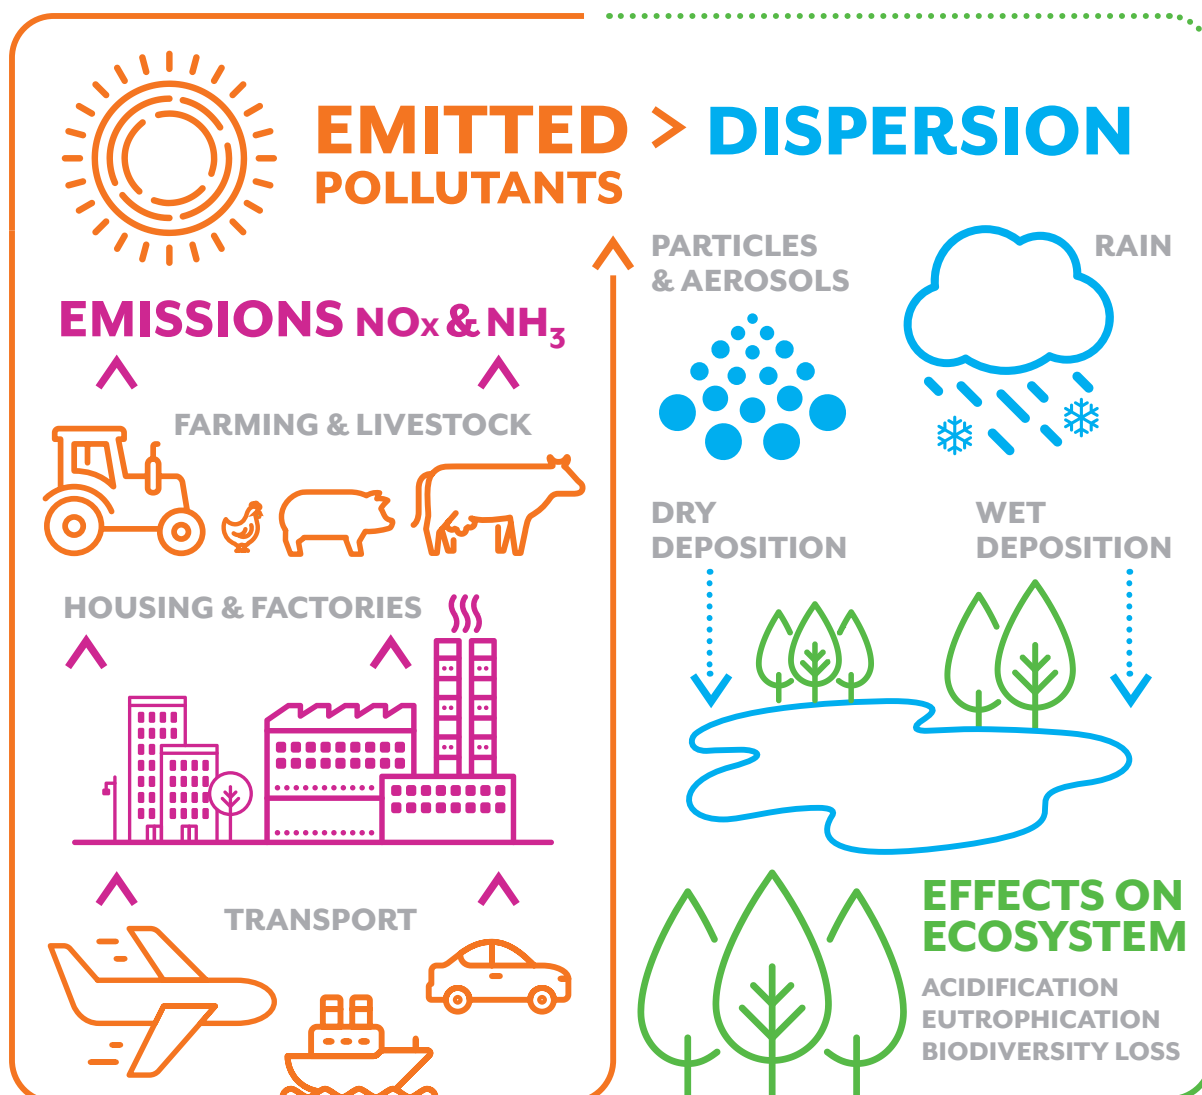 EMITTED > DISPERSION
POLLUTANTS
EMISSIONS NOx & NH₃
FARMING & LIVESTOCK
HOUSING & FACTORIES
TRANSPORT
PARTICLES
& AEROSOLS
RAIN
DRY
DEPOSITION
WET
DEPOSITION
EFFECTS ON
ECOSYSTEM
ACIDIFICATION
EUTROPHICATION
BIODIVERSITY LOSS